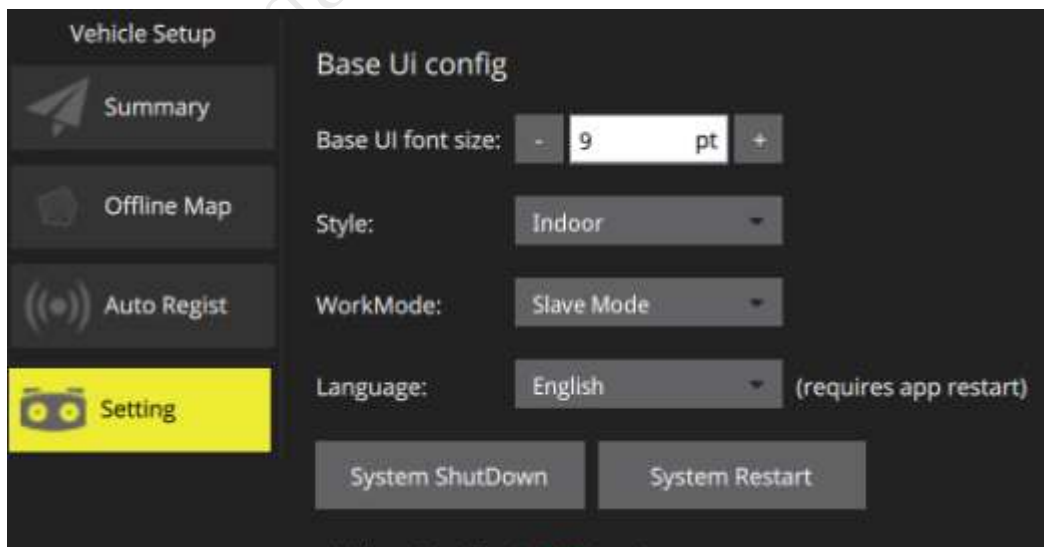 Vehicle Setup
Summary
Offline Map
Auto Regist
Setting
Base Ui config
Base UI font size: - 9 pt +
Style: Indoor
WorkMode: Slave Mode
Language: English (requires app restart)
System ShutDown System Restart